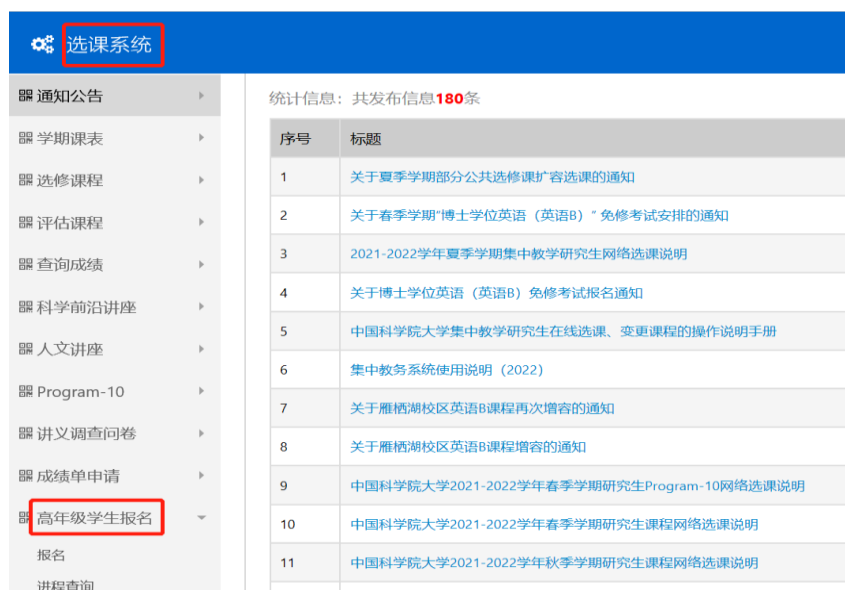 选课系统
通知公告
学期课表
选修课程
评估课程
查询成绩
科学前沿讲座
人文讲座
Program-10
讲义调查问卷
成绩单申请
高年级学生报名
报名
进程查询
统计信息：共发布信息180条
序号 标题
1 关于夏季学期部分公共选修课扩容选课的通知
2 关于春季学期“博士学位英语（英语B）” 免修考试安排的通知
3 2021-2022学年夏季学期集中教学研究生网络选课说明
4 关于博士学位英语（英语B）免修考试报名通知
5 中国科学院大学集中教学研究生在线选课、变更课程的操作说明手册
6 集中教务系统使用说明（2022）
7 关于雁栖湖校区英语B课程再次增容的通知
8 关于雁栖湖校区英语B课程增容的通知
9 中国科学院大学2021-2022学年春季学期研究生Program-10网络选课说明
10 中国科学院大学2021-2022学年春季学期研究生课程网络选课说明
11 中国科学院大学2021-2022学年秋季学期研究生课程网络选课说明